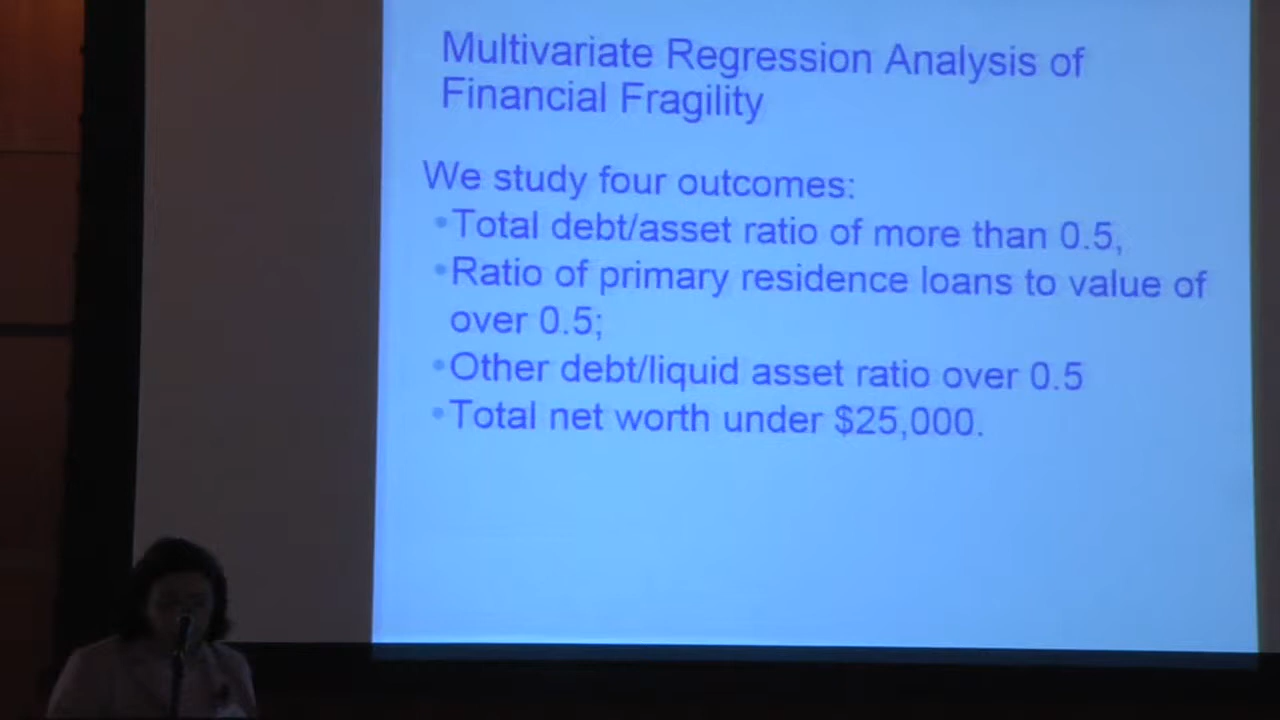 Multivariate Regression Analysis of
Financial Fragility
We study four outcomes:
•Total debt/asset ratio of more than 0.5,
•Ratio of primary residence loans to value of
over 0.5;
•Other debt/liquid asset ratio over 0.5
•Total net worth under $25,000.